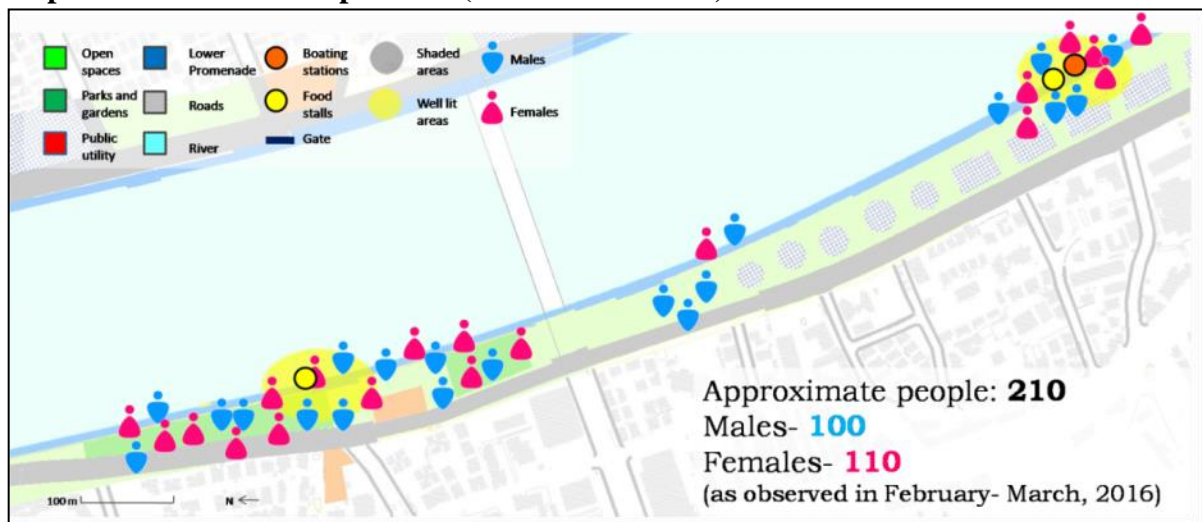 Open
spaces
Lower
Promenade
Boating
stations
Shaded
areas
Males
Parks and
gardens
Roads
Food
stalls
Well lit
areas
Females
Public
utility
River
Gate
Approximate people: 210
Males- 100
Females- 110
(as observed in February- March, 2016)
100 m
N ←